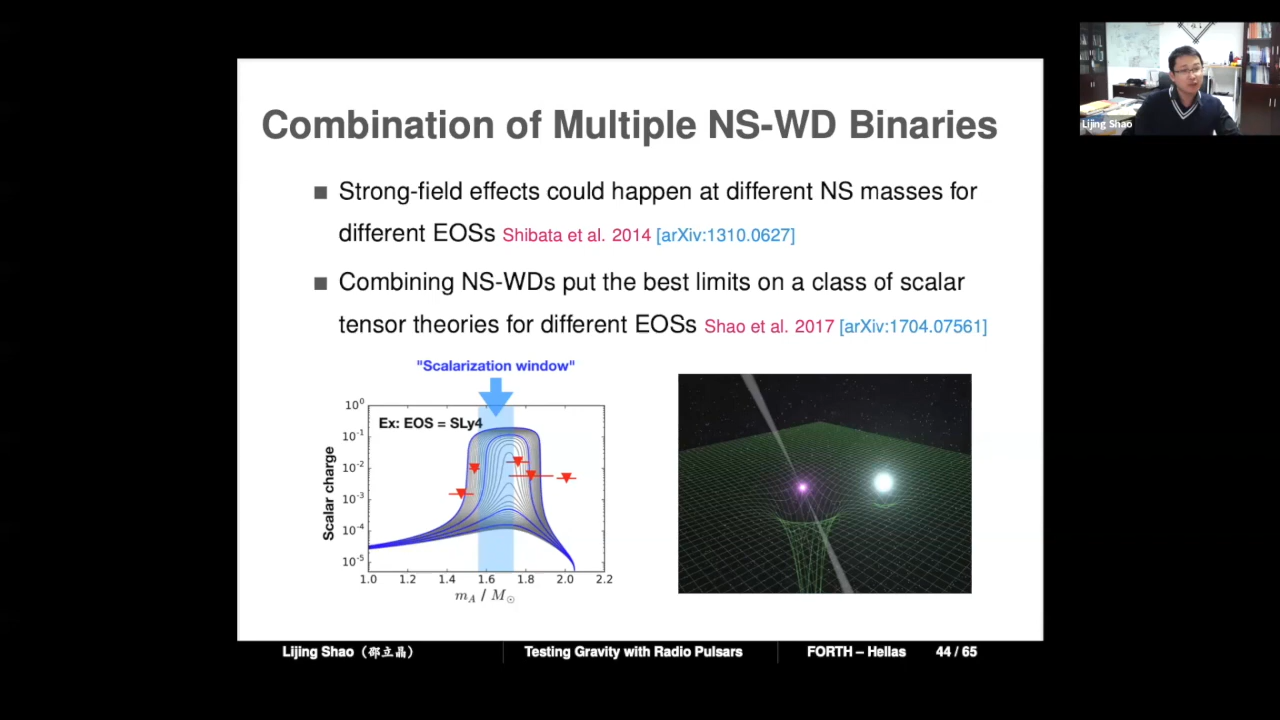 Combination of Multiple NS-WD Binaries
Strong-field effects could happen at different NS masses for
different EOSs Shibata et al. 2014 [arXiv:1310.0627]
Combining NS-WDs put the best limits on a class of scalar
tensor theories for different EOSs Shao et al. 2017 [arXiv:1704.07561]
"Scalarization window"
Ex: EOS = SLy4
Scalar charge
10^0
10^-1
10^-2
10^-3
10^-4
10^-5
1.0 1.2 1.4 1.6 1.8 2.0 2.2
m_A / M_⊙
Lijing Shao (邵立晶) Testing Gravity with Radio Pulsars FORTH – Hellas 44 / 65
Lijing Shao